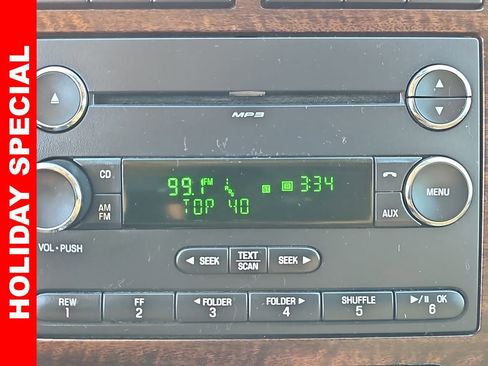 HOLIDAY SPECIAL
MP3
CD
99.1 FM
3:34
TOP 40
MENU
AM
FM
AUX
VOL - PUSH
◄ SEEK
TEXT
SCAN
SEEK ►
REW
1
FF
2
◄ FOLDER
3
FOLDER ►
4
SHUFFLE
5
►/II OK
6